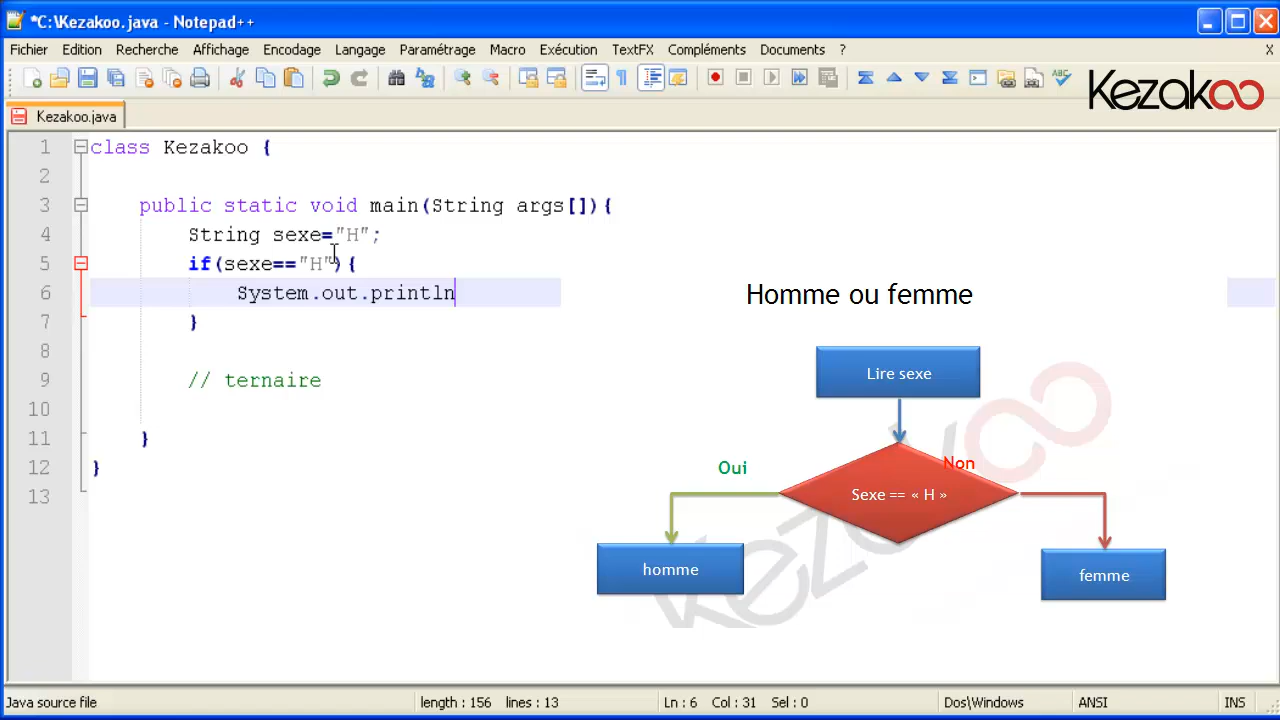 *C:\Kezakoo.java - Notepad++
Fichier Edition Recherche Affichage Encodage Langage Paramétrage Macro Exécution TextFX Compléments Documents ? X
ABC
Kezakoo
Kezakoo.java
1 class Kezakoo {
2
3 public static void main(String args[]){
4 String sexe="H";
5 if(sexe=="H"){
6 System.out.println
7 }
8
9 // ternaire
10
11 }
12 }
13
Homme ou femme
Lire sexe
Oui
Non
Sexe == « H »
homme
femme
kezakoo
Java source file length : 156 lines : 13 Ln : 6 Col : 31 Sel : 0 Dos\Windows ANSI INS